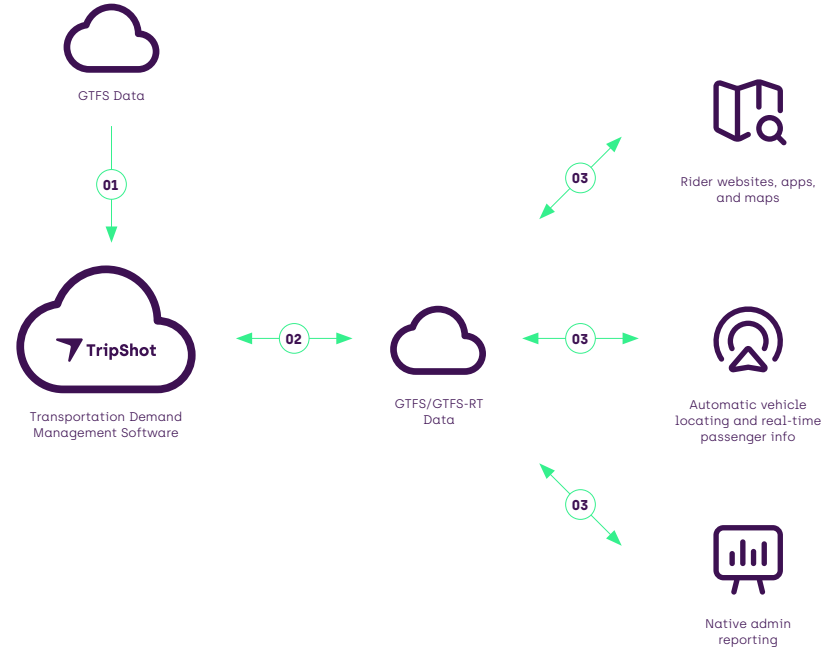 GTFS Data
01
TripShot
Transportation Demand
Management Software
02
GTFS/GTFS-RT
Data
03
Rider websites, apps,
and maps
03
Automatic vehicle
locating and real-time
passenger info
03
Native admin
reporting